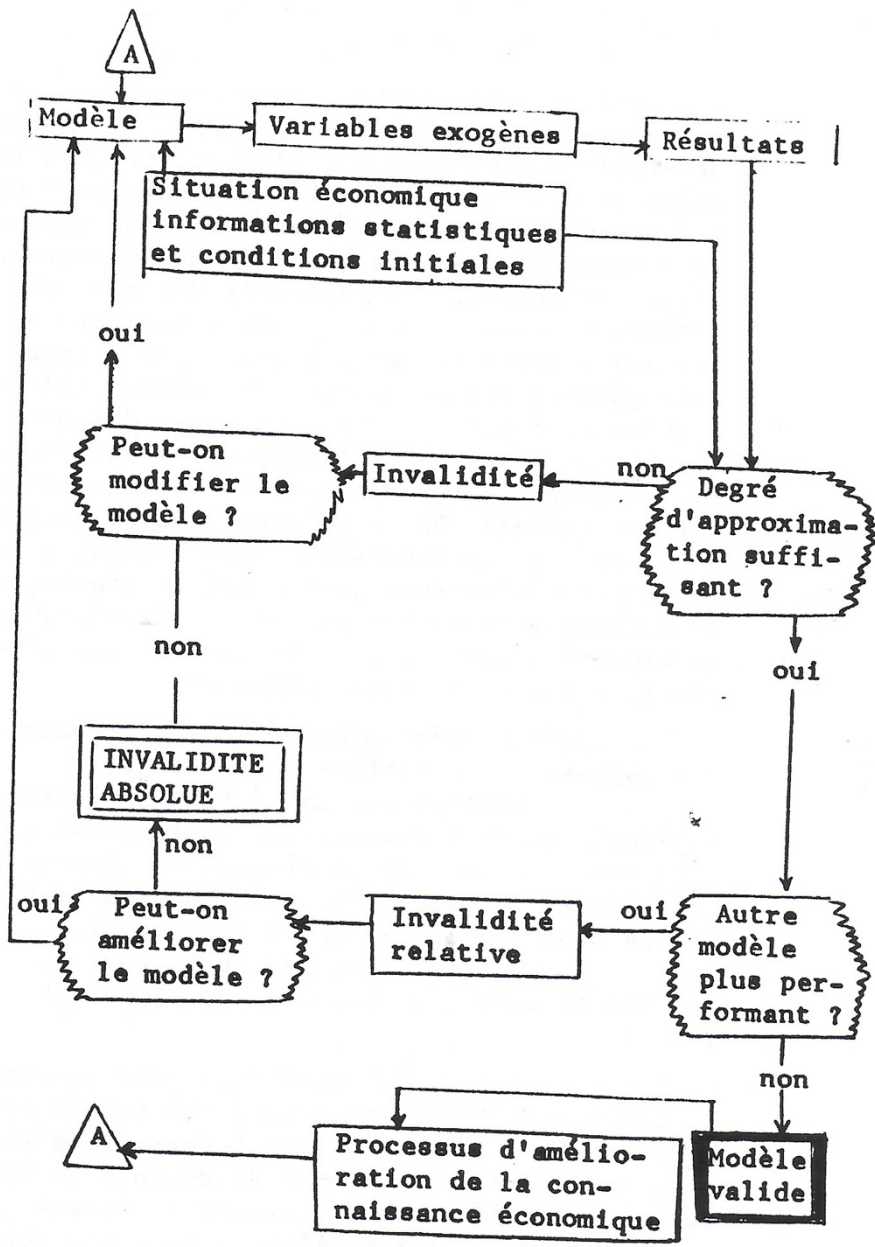 A
Modèle
Variables exogènes
Résultats
Situation économique
informations statistiques
et conditions initiales
oui
Peut-on
modifier le
modèle ?
Invalidité
non
Degré
d'approxima-
tion suffi-
sant ?
non
oui
INVALIDITE
ABSOLUE
non
oui
Peut-on
améliorer
le modèle ?
Invalidité
relative
oui
Autre
modèle
plus per-
formant ?
non
A
Processus d'amélio-
ration de la con-
naissance économique
Modèle
valide